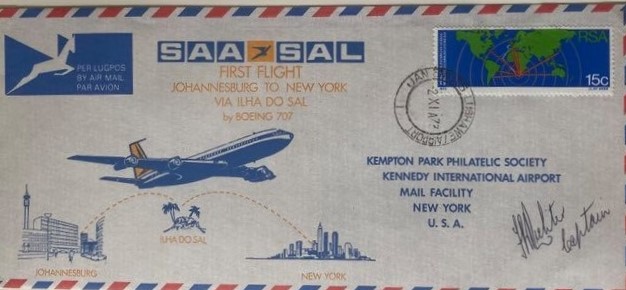 PER LUGPOS
BY AIR MAIL
PAR AVION
SAA SAL
FIRST FLIGHT
JOHANNESBURG TO NEW YORK
VIA ILHA DO SAL
by BOEING 707
RSA
15c
JAN
KEMPTON PARK PHILATELIC SOCIETY
KENNEDY INTERNATIONAL AIRPORT
MAIL FACILITY
NEW YORK
U. S. A.
Captain
ILHA DO SAL
JOHANNESBURG
NEW YORK